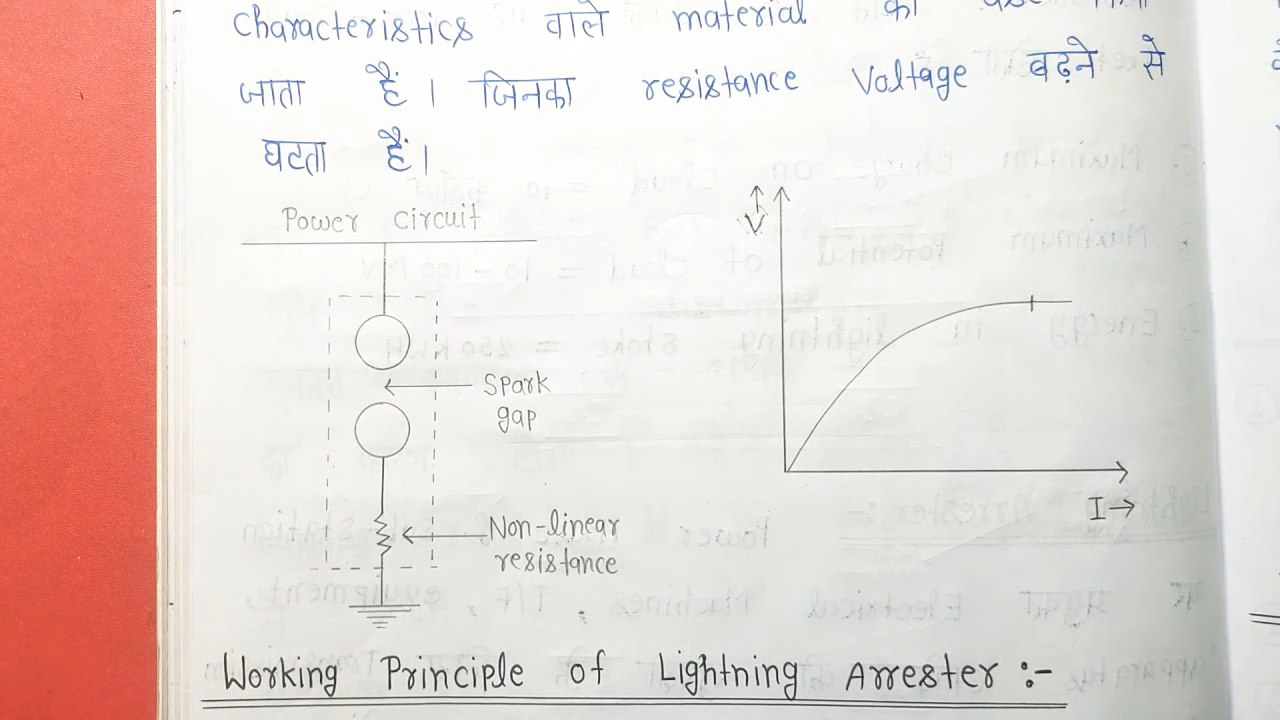 characteristics वाले material का
जाता हैं। जिनका resistance Voltage बढ़ने से
घटता हैं।
Power circuit
Spark
gap
Non-linear
resistance
V
I→
Working Principle of Lightning Arrester :-